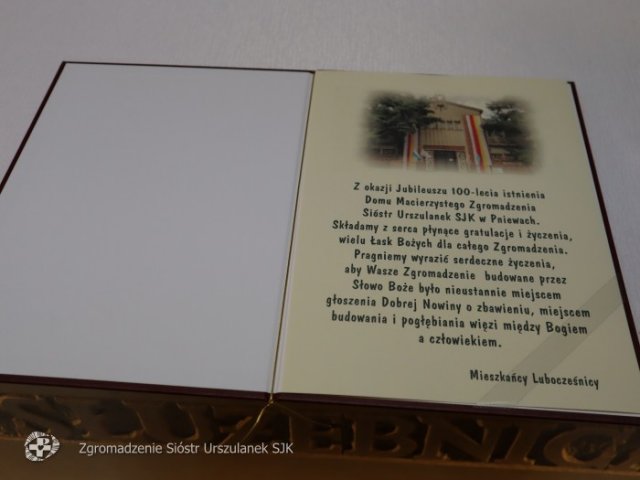 Z okazji Jubileuszu 100-lecia istnienia
Domu Macierzystego Zgromadzenia
Sióstr Urszulanek SJK w Pniewach.
Składamy z serca płynące gratulacje i życzenia,
wielu Łask Bożych dla całego Zgromadzenia.
Pragniemy wyrazić serdeczne życzenia,
aby Wasze Zgromadzenie budowane przez
Słowo Boże było nieustannie miejscem
głoszenia Dobrej Nowiny o zbawieniu, miejscem
budowania i pogłębiania więzi między Bogiem
a człowiekiem.
Mieszkańcy Lubocześnicy
Zgromadzenie Sióstr Urszulanek SJK